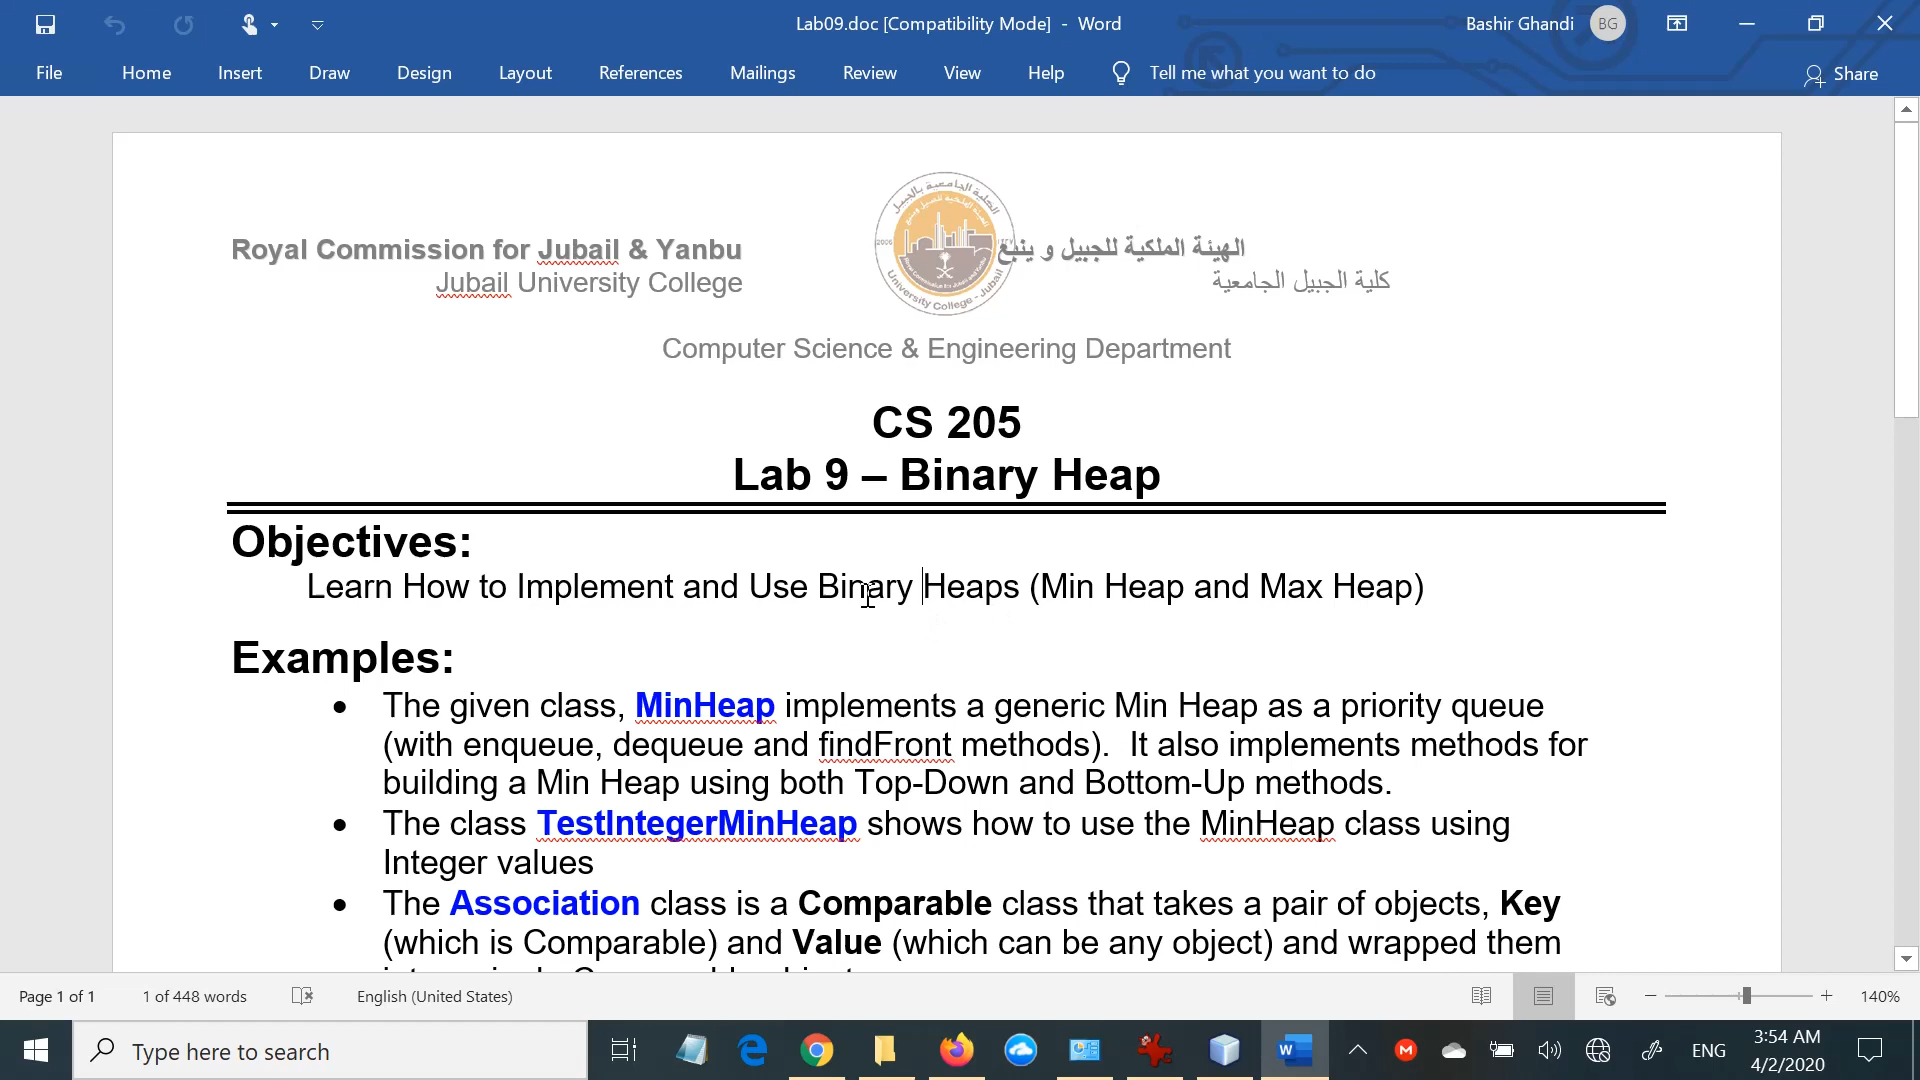 Lab09.doc [Compatibility Mode] - Word
Bashir Ghandi BG
File Home Insert Draw Design Layout References Mailings Review View Help Tell me what you want to do Share
Royal Commission for Jubail & Yanbu
الهيئة الملكية للجبيل و ينبع
Jubail University College
كلية الجبيل الجامعية
University College - Jubail
Computer Science & Engineering Department
CS 205
Lab 9 – Binary Heap
Objectives:
Learn How to Implement and Use Binary Heaps (Min Heap and Max Heap)
Examples:
• The given class, MinHeap implements a generic Min Heap as a priority queue
(with enqueue, dequeue and findFront methods).  It also implements methods for
building a Min Heap using both Top-Down and Bottom-Up methods.
• The class TestIntegerMinHeap shows how to use the MinHeap class using
Integer values
• The Association class is a Comparable class that takes a pair of objects, Key
(which is Comparable) and Value (which can be any object) and wrapped them
Page 1 of 1 1 of 448 words English (United States) 140%
Type here to search
ENG
3:54 AM
4/2/2020